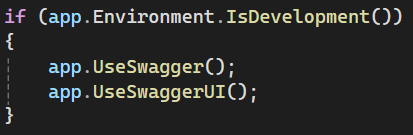 if (app.Environment.IsDevelopment())
{
    app.UseSwagger();
    app.UseSwaggerUI();
}